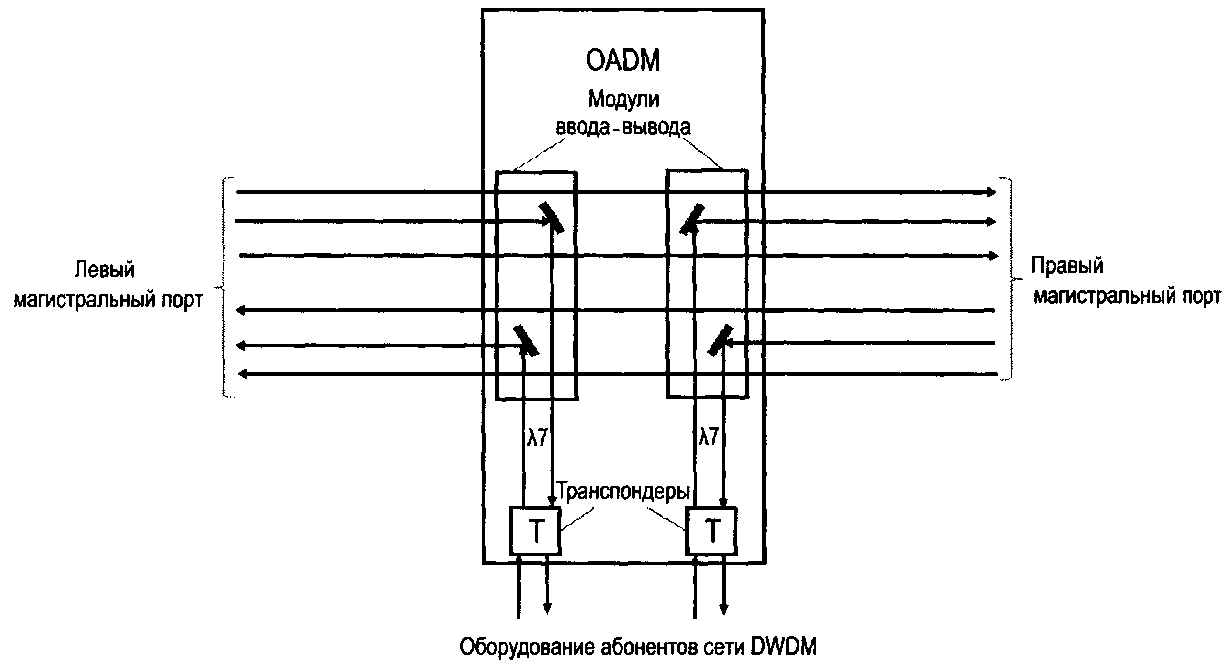 OADM
Модули
ввода-вывода
Левый
магистральный порт
Правый
магистральный порт
λ7
λ7
Транспондеры
T
T
Оборудование абонентов сети DWDM